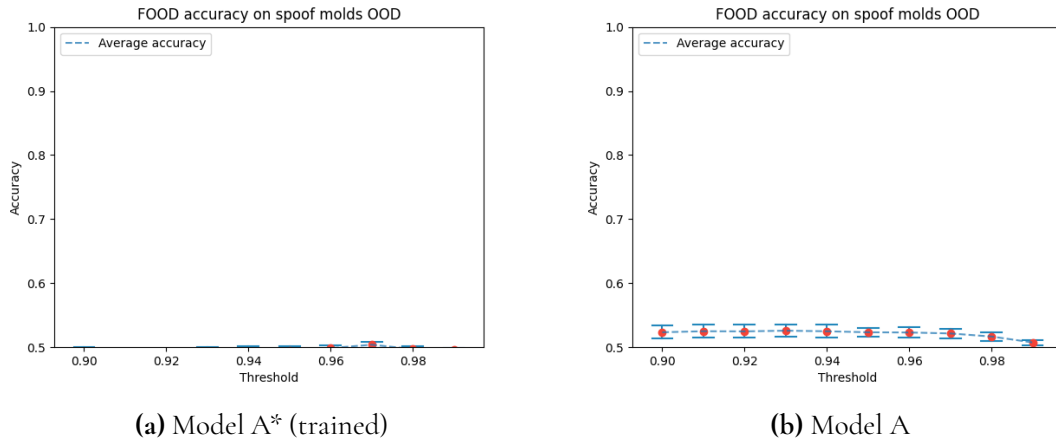 FOOD accuracy on spoof molds OOD
Average accuracy
1.0
0.9
0.8
0.7
0.6
0.5
Accuracy
0.90 0.92 0.94 0.96 0.98
Threshold
(a) Model A* (trained)
FOOD accuracy on spoof molds OOD
Average accuracy
1.0
0.9
0.8
0.7
0.6
0.5
Accuracy
0.90 0.92 0.94 0.96 0.98
Threshold
(b) Model A